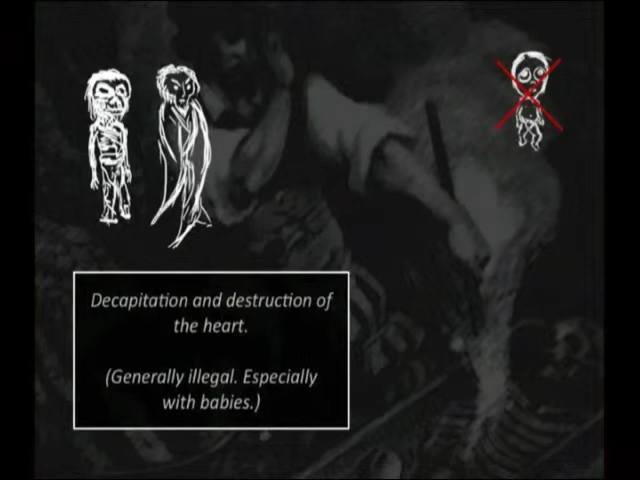 Decapitation and destruction of
the heart.
(Generally illegal. Especially
with babies.)